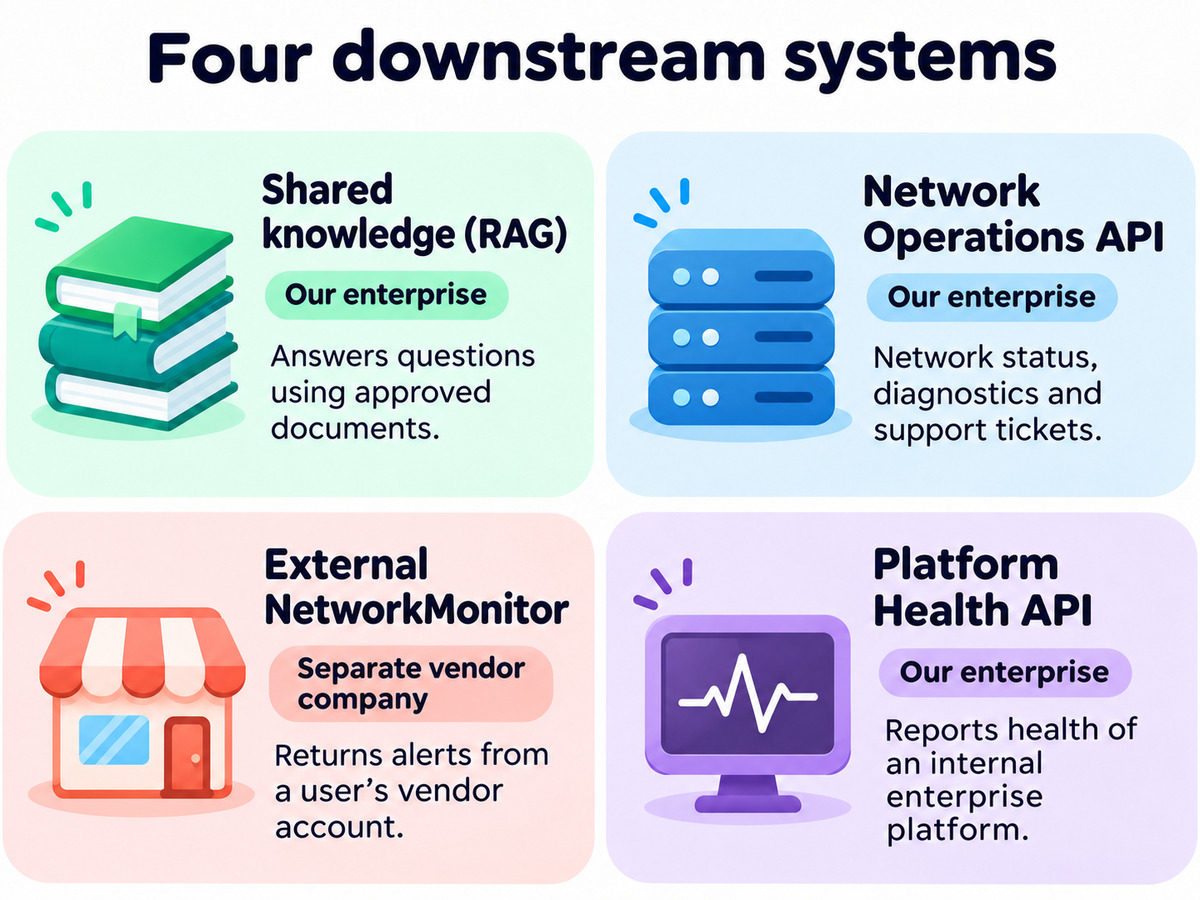 Four downstream systems
Shared
knowledge (RAG)
Our enterprise
Answers questions
using approved
documents.
Network
Operations API
Our enterprise
Network status,
diagnostics and
support tickets.
External
NetworkMonitor
Separate vendor
company
Returns alerts from
a user’s vendor
account.
Platform
Health API
Our enterprise
Reports health of
an internal
enterprise
platform.